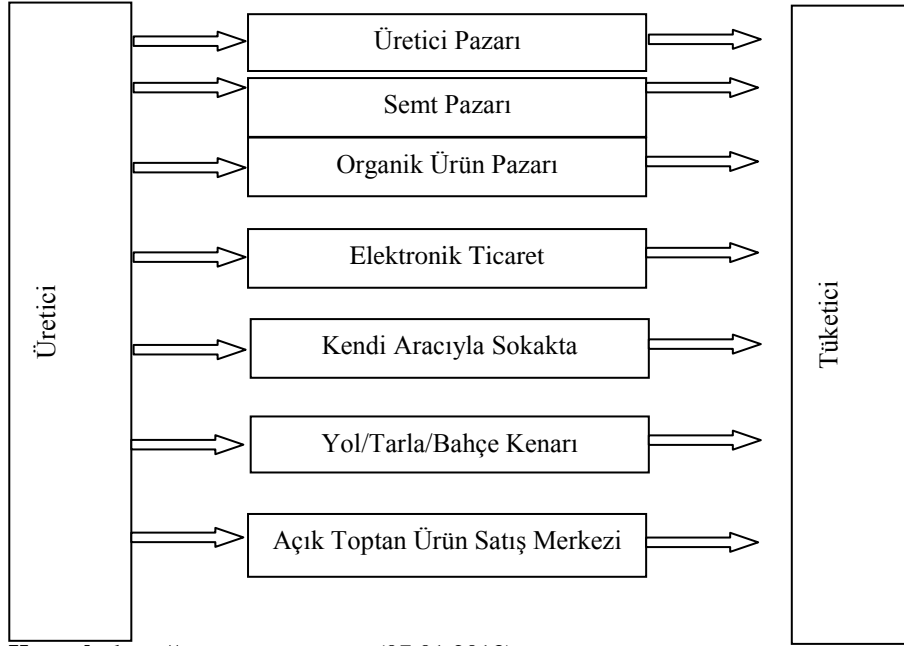 Üretici
Üretici Pazarı
Semt Pazarı
Organik Ürün Pazarı
Elektronik Ticaret
Kendi Aracıyla Sokakta
Yol/Tarla/Bahçe Kenarı
Açık Toptan Ürün Satış Merkezi
Tüketici